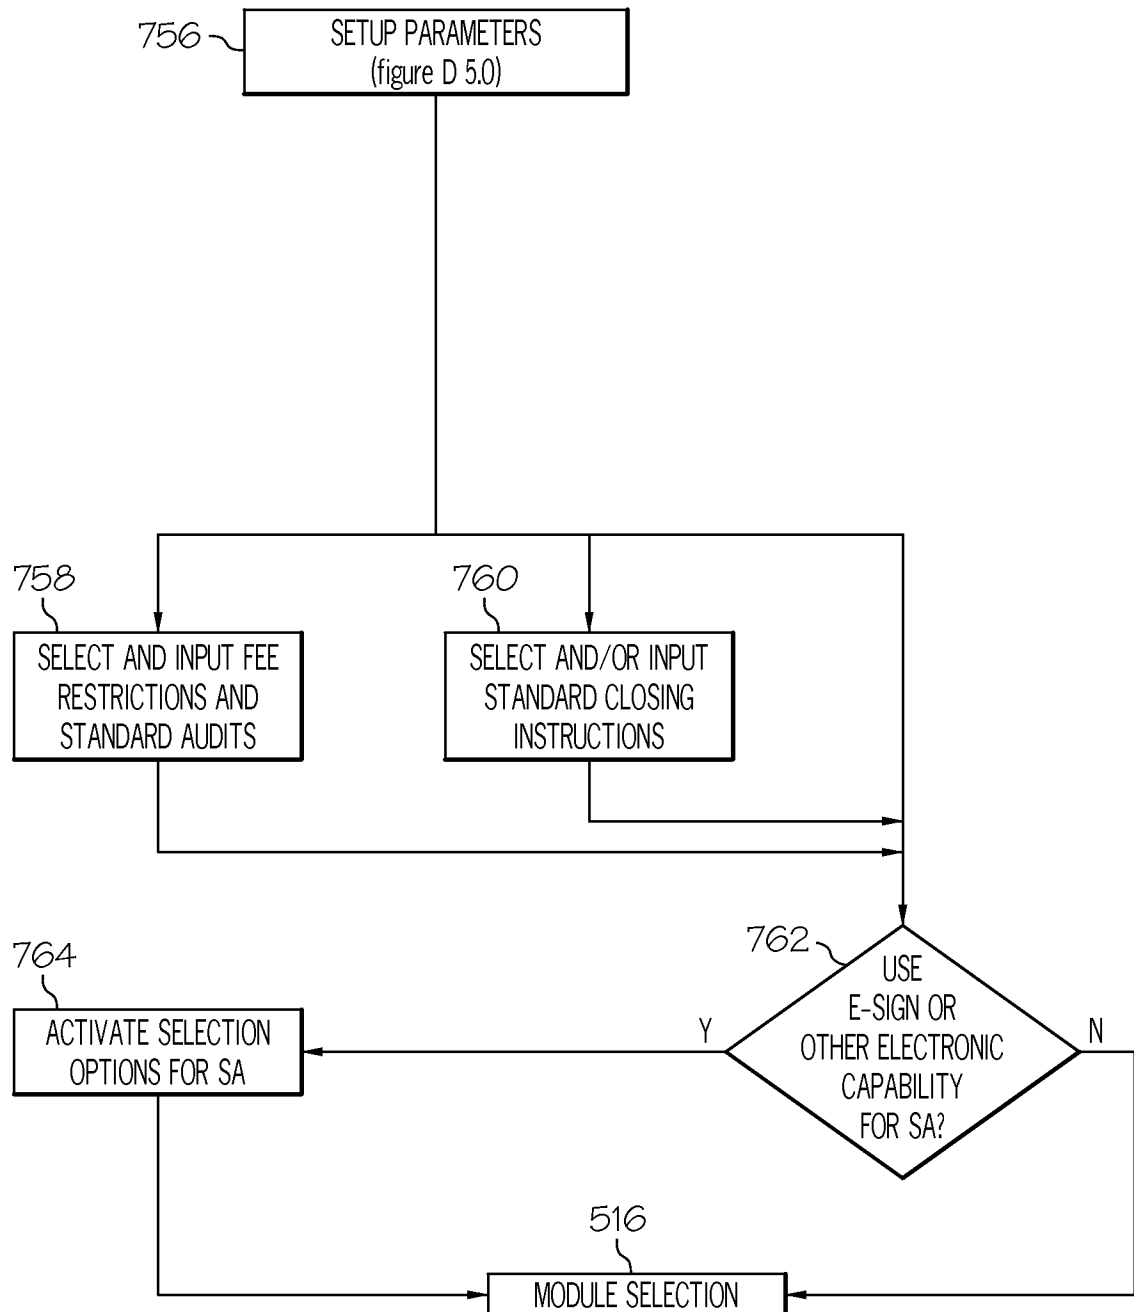 756
SETUP PARAMETERS
(figure D 5.0)
758
760
SELECT AND INPUT FEE
RESTRICTIONS AND
STANDARD AUDITS
SELECT AND/OR INPUT
STANDARD CLOSING
INSTRUCTIONS
762
USE
E-SIGN OR
OTHER ELECTRONIC
CAPABILITY
FOR SA?
Y
N
764
ACTIVATE SELECTION
OPTIONS FOR SA
516
MODULE SELECTION